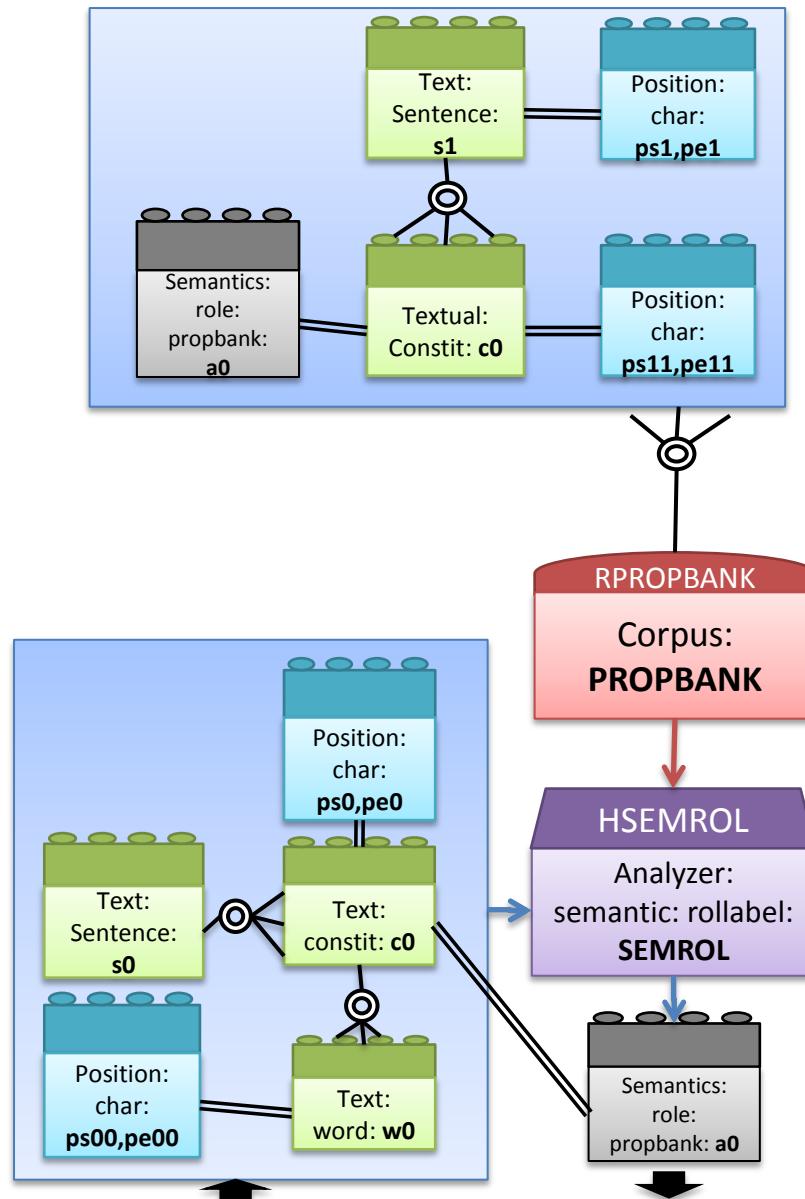 Text:
Sentence:
s1
Position:
char:
ps1,pe1
Semantics:
role:
propbank:
a0
Textual:
Constit: c0
Position:
char:
ps11,pe11
RPROPBANK
Corpus:
PROPBANK
Position:
char:
ps0,pe0
HSEMROL
Analyzer:
semantic: rollabel:
SEMROL
Text:
Sentence:
s0
Text:
constit: c0
Position:
char:
ps00,pe00
Text:
word: w0
Semantics:
role:
propbank: a0